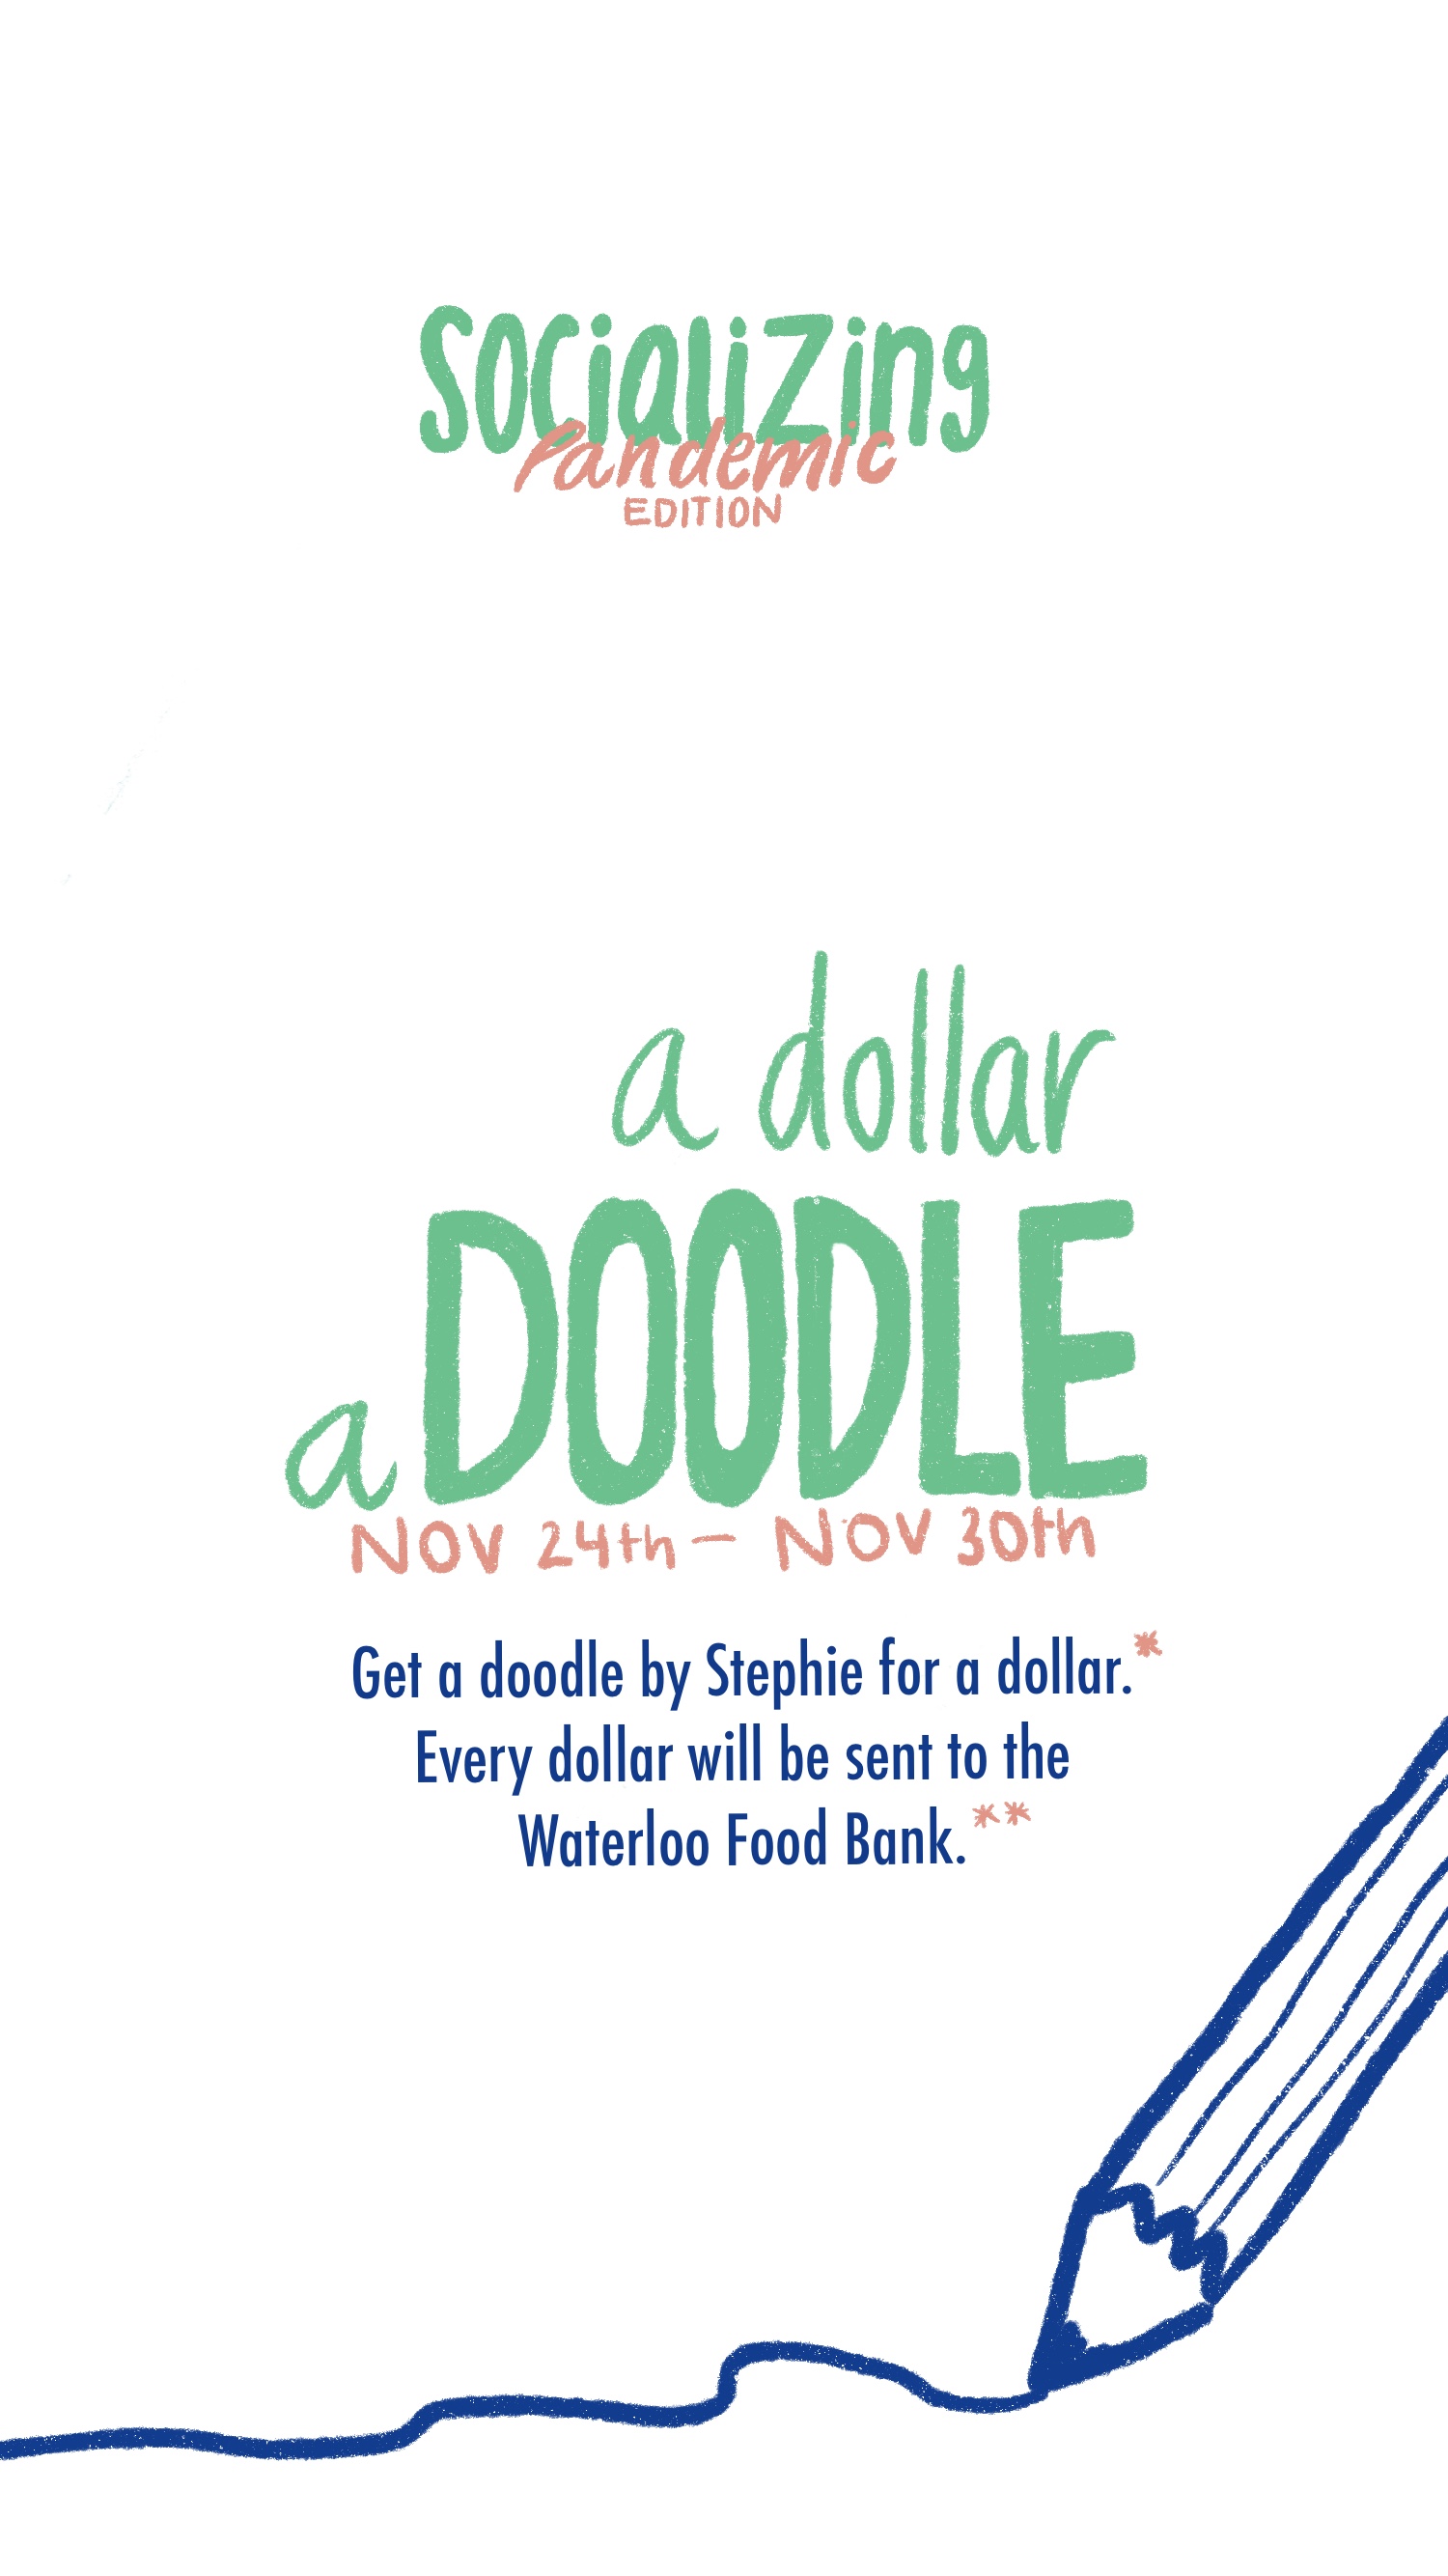 Socializing
Pandemic
EDITION
a dollar
a DOODLE
NOV 24th – NOV 30th
Get a doodle by Stephie for a dollar.*
Every dollar will be sent to the
Waterloo Food Bank.**